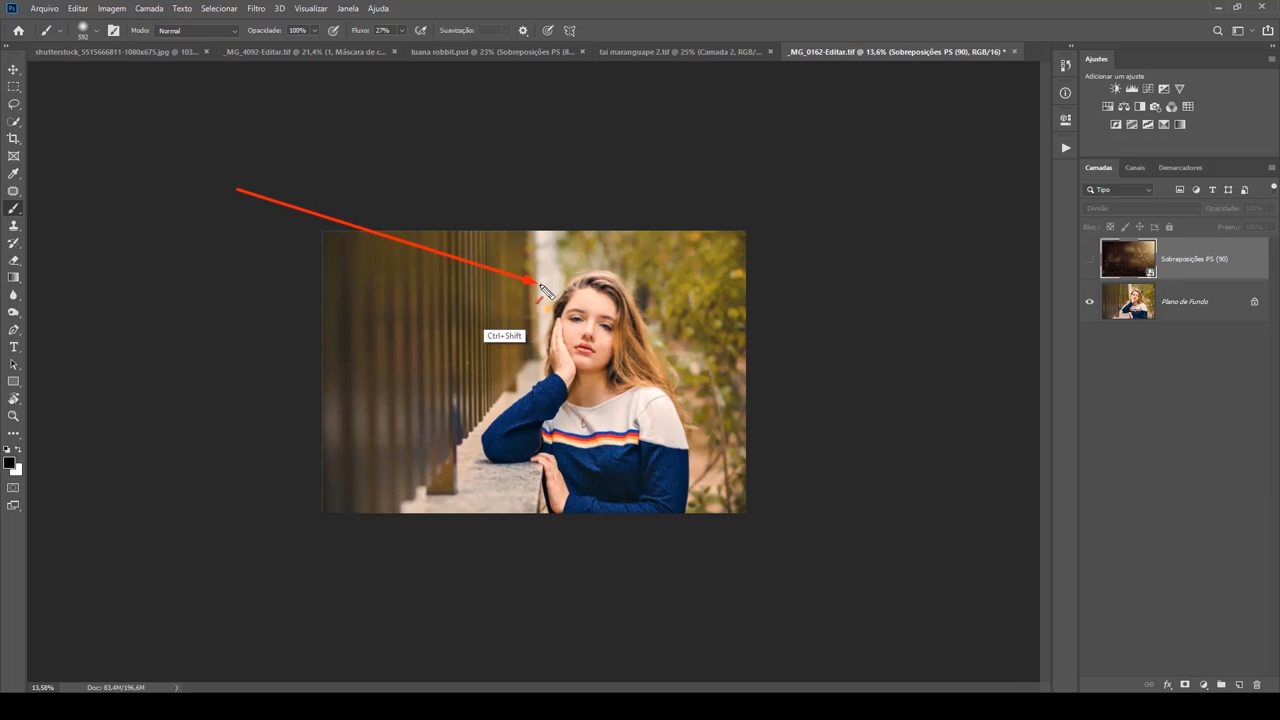 Arquivo Editar Imagem Camada Texto Selecionar Filtro 3D Visualizar Janela Ajuda
592 Modo: Normal Opacidade: 100% Fluxo: 27% Suavização:
shutterstock_5515666811-1080x675.jpg @ 103... × _MG_4092-Editar.tif @ 21,4% (1, Máscara de c... × luana robbit.psd @ 23% (Sobreposições PS (8... × tai maranguape 2.tif @ 25% (Camada 2, RGB/... × _MG_0162-Editar.tif @ 13,6% (Sobreposições PS (90), RGB/16) * ×
Ajustes
Adicionar um ajuste
Camadas Canais Demarcadores
Tipo
Divisão Opacidade: 100%
Bloq.: Preen.: 100%
Sobreposições PS (90)
Plano de Fundo
Ctrl+Shift
13,58% Doc: 83,4M/196,6M